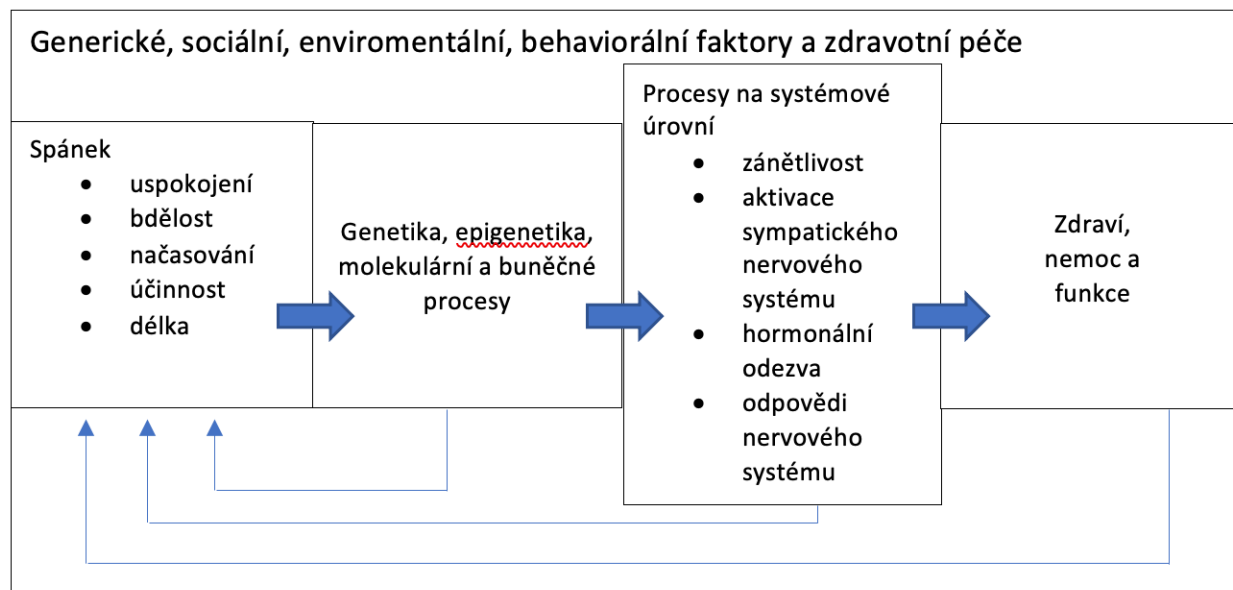 Generické, sociální, enviromentální, behaviorální faktory a zdravotní péče
Spánek
• uspokojení
• bdělost
• načasování
• účinnost
• délka
Genetika, epigenetika,
molekulární a buněčné
procesy
Procesy na systémové
úrovní
• zánětlivost
• aktivace
sympatického
nervového
systému
• hormonální
odezva
• odpovědi
nervového
systému
Zdraví,
nemoc a
funkce